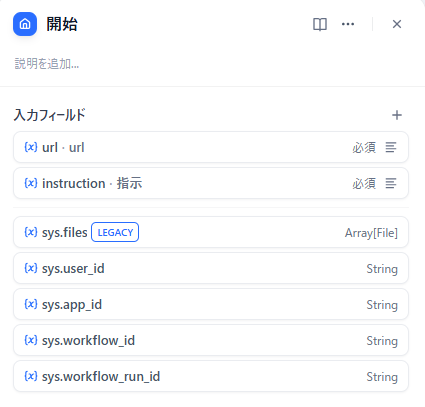 開始
説明を追加...
入力フィールド
{x} url · url 必須
{x} instruction · 指示 必須
{x} sys.files LEGACY Array[File]
{x} sys.user_id String
{x} sys.app_id String
{x} sys.workflow_id String
{x} sys.workflow_run_id String